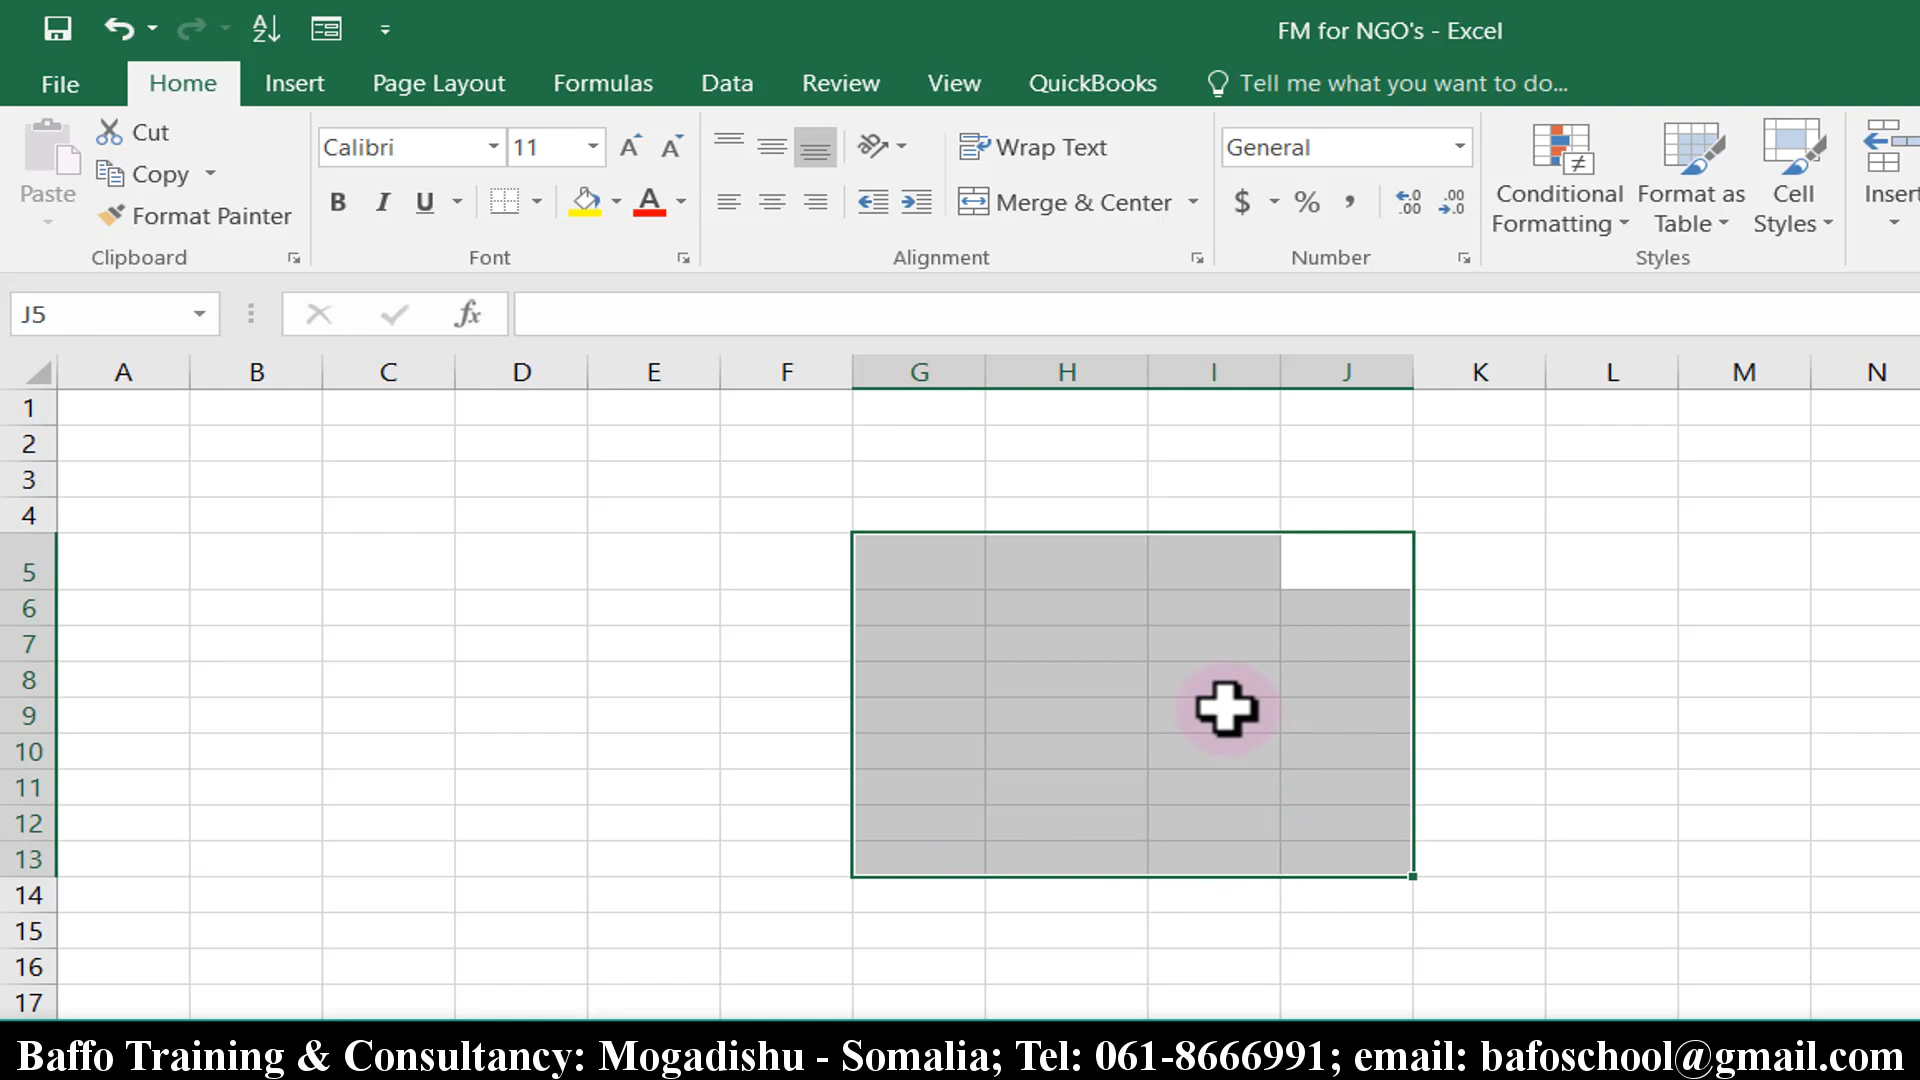 FM for NGO's - Excel
File Home Insert Page Layout Formulas Data Review View QuickBooks Tell me what you want to do...
Paste
Cut
Copy
Format Painter
Clipboard
Calibri 11
B I U A
Font
Wrap Text
Merge & Center
Alignment
General
$ % , .00 .00
Number
Conditional Formatting
Format as Table
Cell Styles
Styles
Insert
J5 fx
A B C D E F G H I J K L M N
1
2
3
4
5
6
7
8
9
10
11
12
13
14
15
16
17
Baffo Training & Consultancy: Mogadishu - Somalia; Tel: 061-8666991; email: bafoschool@gmail.com